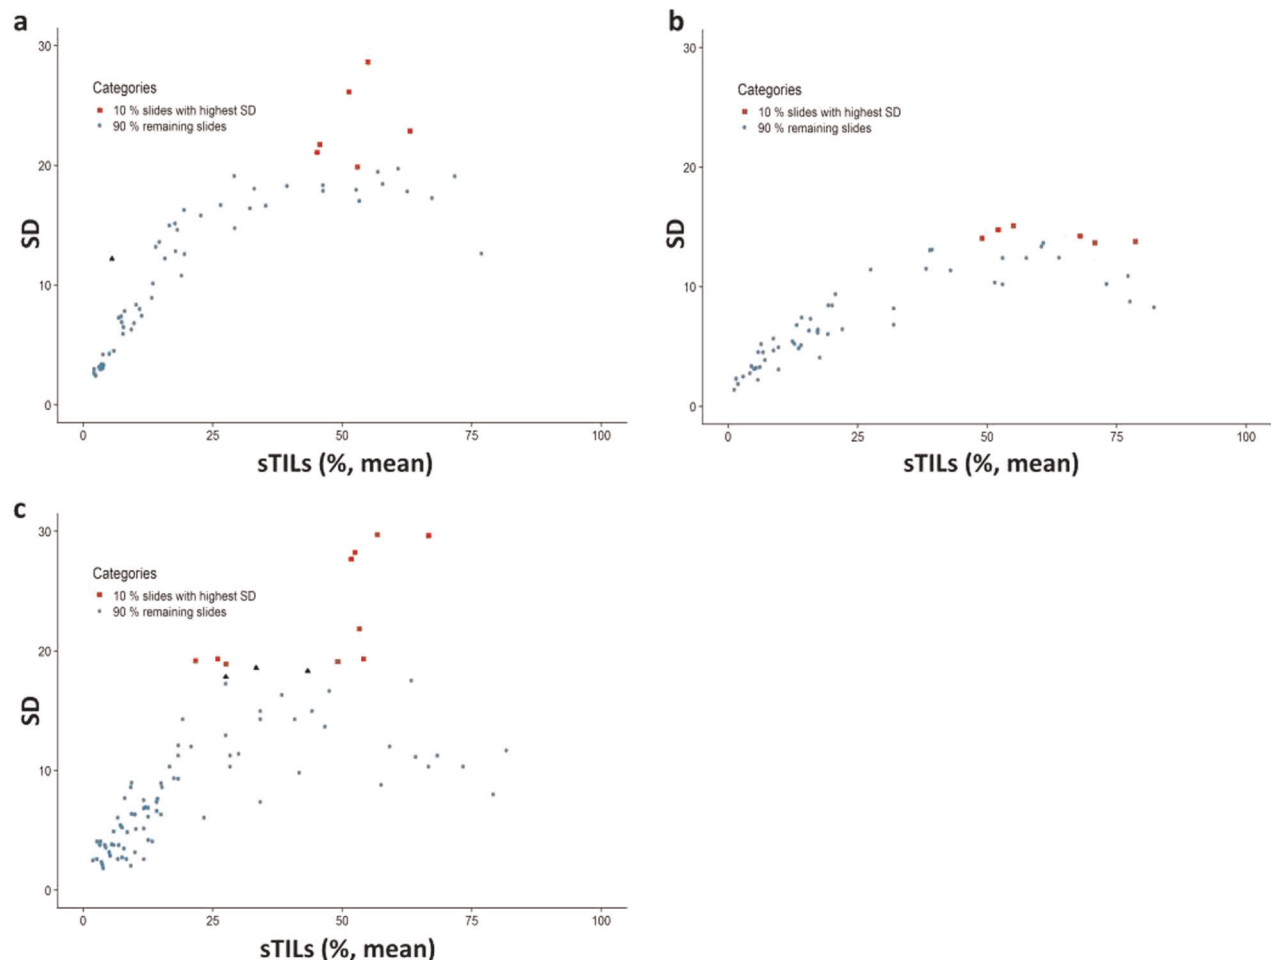 a
30
Categories
10 % slides with highest SD
90 % remaining slides
20
SD
10
0
0 25 50 75 100
sTILs (%, mean)
b
30
Categories
10 % slides with highest SD
90 % remaining slides
20
SD
10
0
0 25 50 75 100
sTILs (%, mean)
c
30
Categories
10 % slides with highest SD
90 % remaining slides
20
SD
10
0
0 25 50 75 100
sTILs (%, mean)